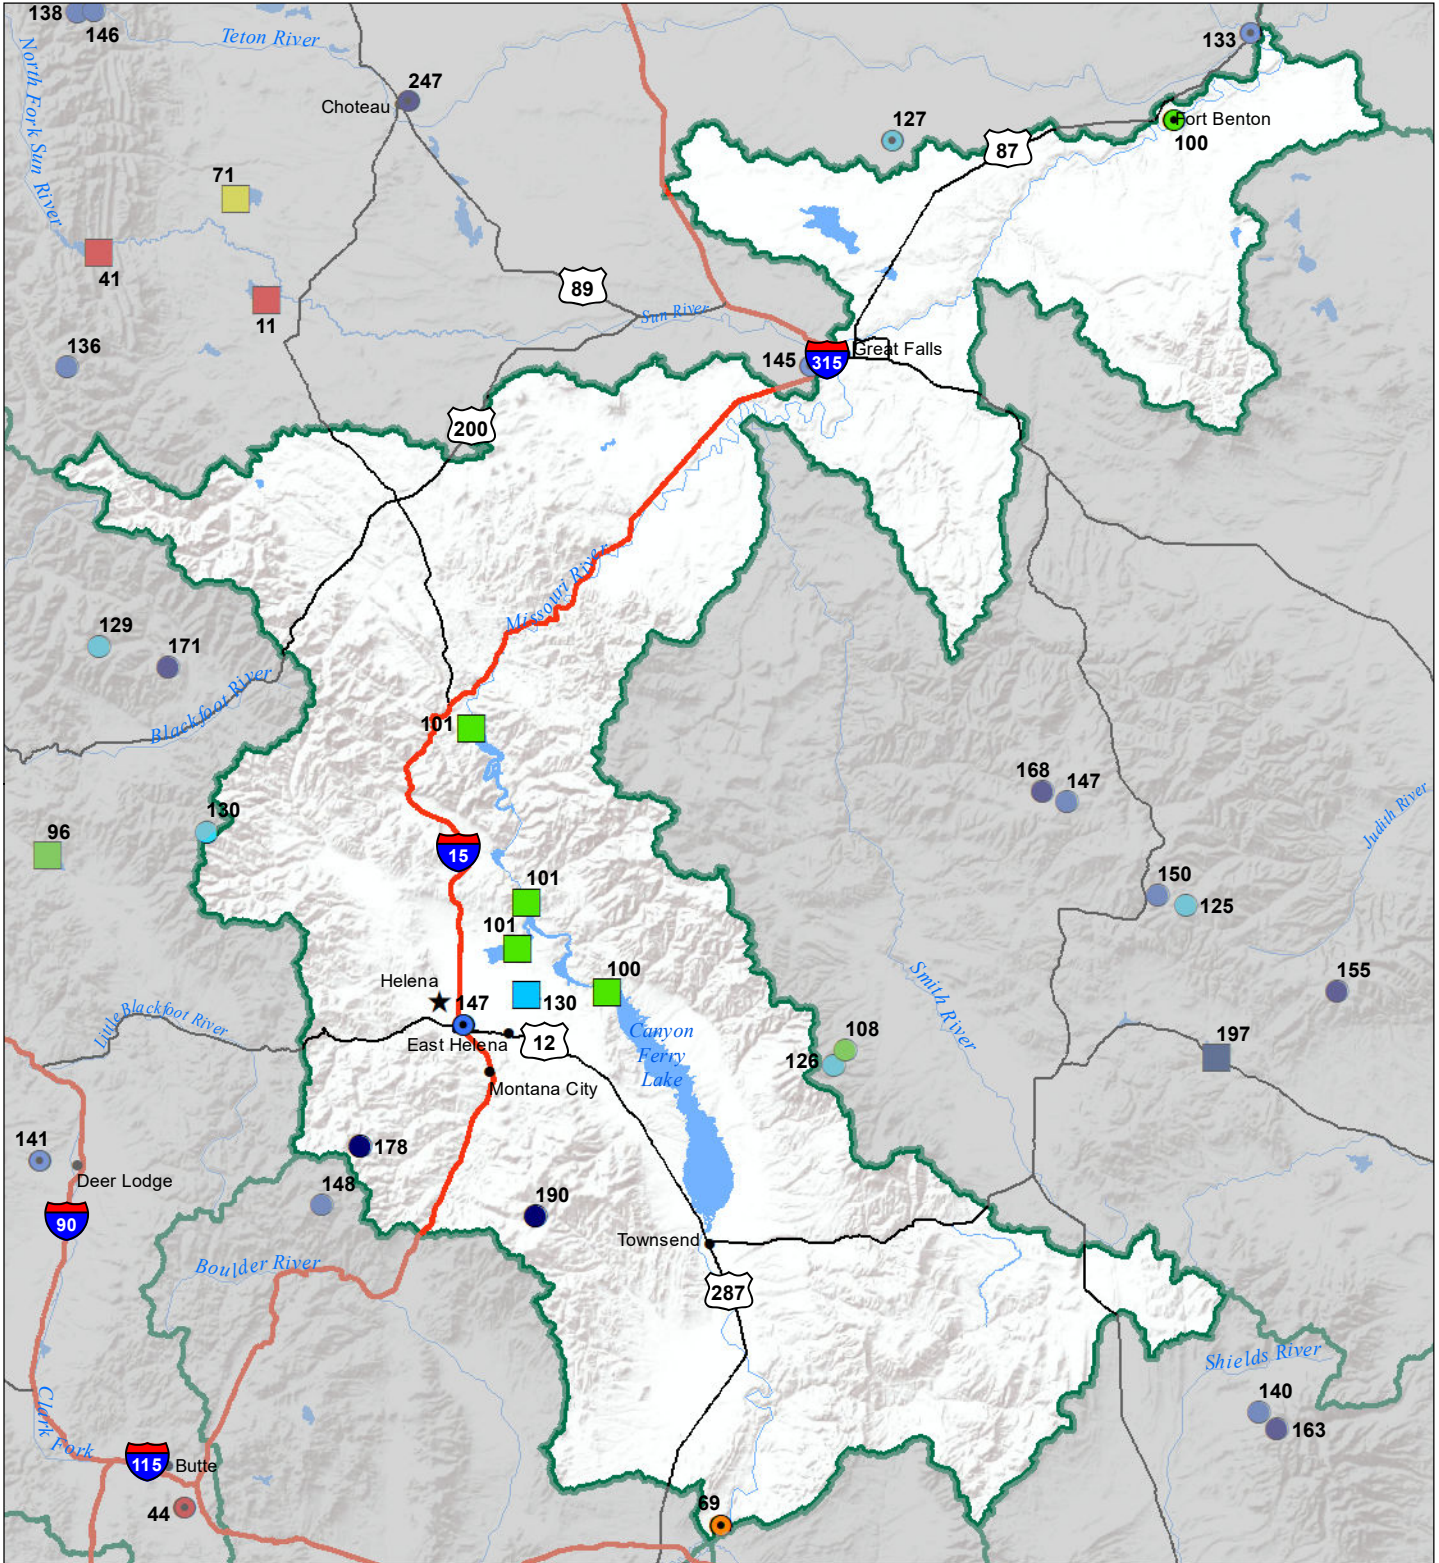 138
146
Teton River
133
North Fork Sun River
Choteau
247
127
87
Fort Benton
100
71
41
11
89
Sun River
136
145
315
Great Falls
200
Missouri River
129
171
Blackfoot River
101
168
147
Judith River
130
96
15
101
150
125
101
Helena
100
155
147
130
Smith River
Little Blackfoot River
East Helena
12
Canyon
Ferry
Lake
108
126
197
Montana City
141
Deer Lodge
178
148
190
90
Townsend
Boulder River
287
Shields River
Clark Fork
140
163
115
Butte
44
69